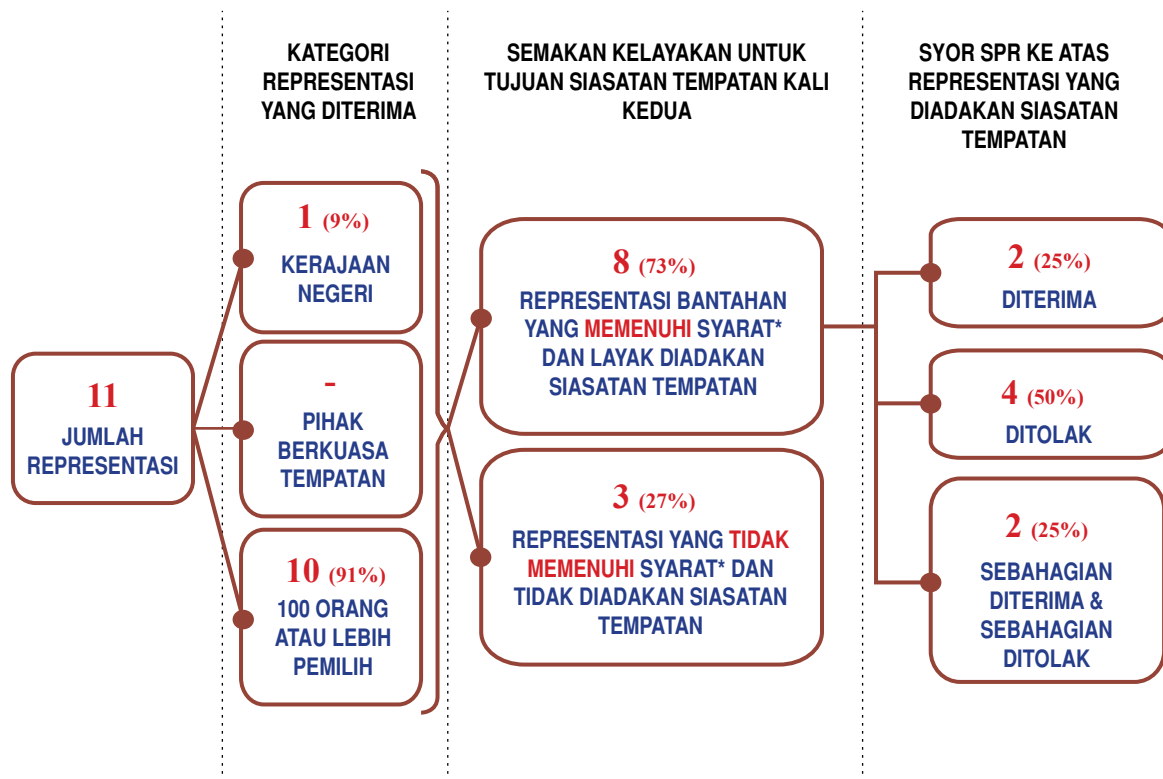 KATEGORI
REPRESENTASI
YANG DITERIMA
SEMAKAN KELAYAKAN UNTUK
TUJUAN SIASATAN TEMPATAN KALI
KEDUA
SYOR SPR KE ATAS
REPRESENTASI YANG
DIADAKAN SIASATAN
TEMPATAN
11
JUMLAH
REPRESENTASI
1 (9%)
KERAJAAN
NEGERI
-
PIHAK
BERKUASA
TEMPATAN
10 (91%)
100 ORANG
ATAU LEBIH
PEMILIH
8 (73%)
REPRESENTASI BANTAHAN
YANG MEMENUHI SYARAT*
DAN LAYAK DIADAKAN
SIASATAN TEMPATAN
3 (27%)
REPRESENTASI YANG TIDAK
MEMENUHI SYARAT* DAN
TIDAK DIADAKAN SIASATAN
TEMPATAN
2 (25%)
DITERIMA
4 (50%)
DITOLAK
2 (25%)
SEBAHAGIAN
DITERIMA &
SEBAHAGIAN
DITOLAK